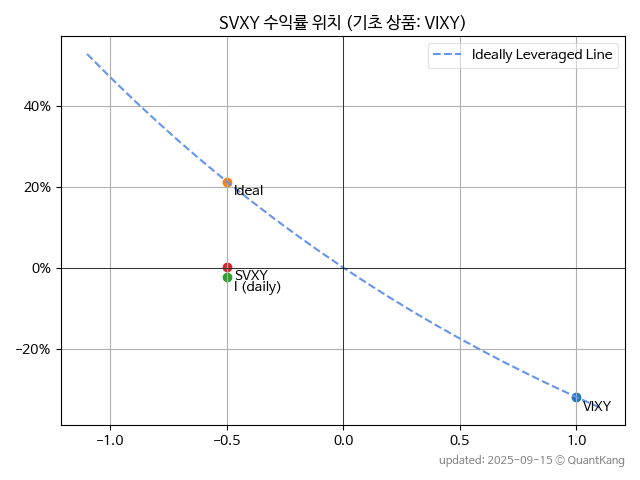 SVXY 수익률 위치 (기초 상품: VIXY)
Ideally Leveraged Line
40%
20%
0%
−20%
Ideal
SVXY
I (daily)
VIXY
−1.0
−0.5
0.0
0.5
1.0
updated: 2025-09-15 © QuantKang